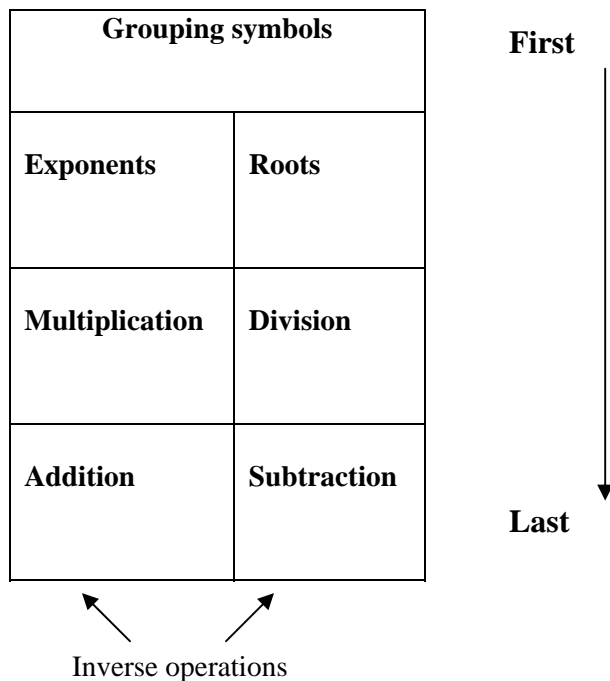 Grouping symbols
First
Exponents
Roots
Multiplication
Division
Addition
Subtraction
Last
Inverse operations